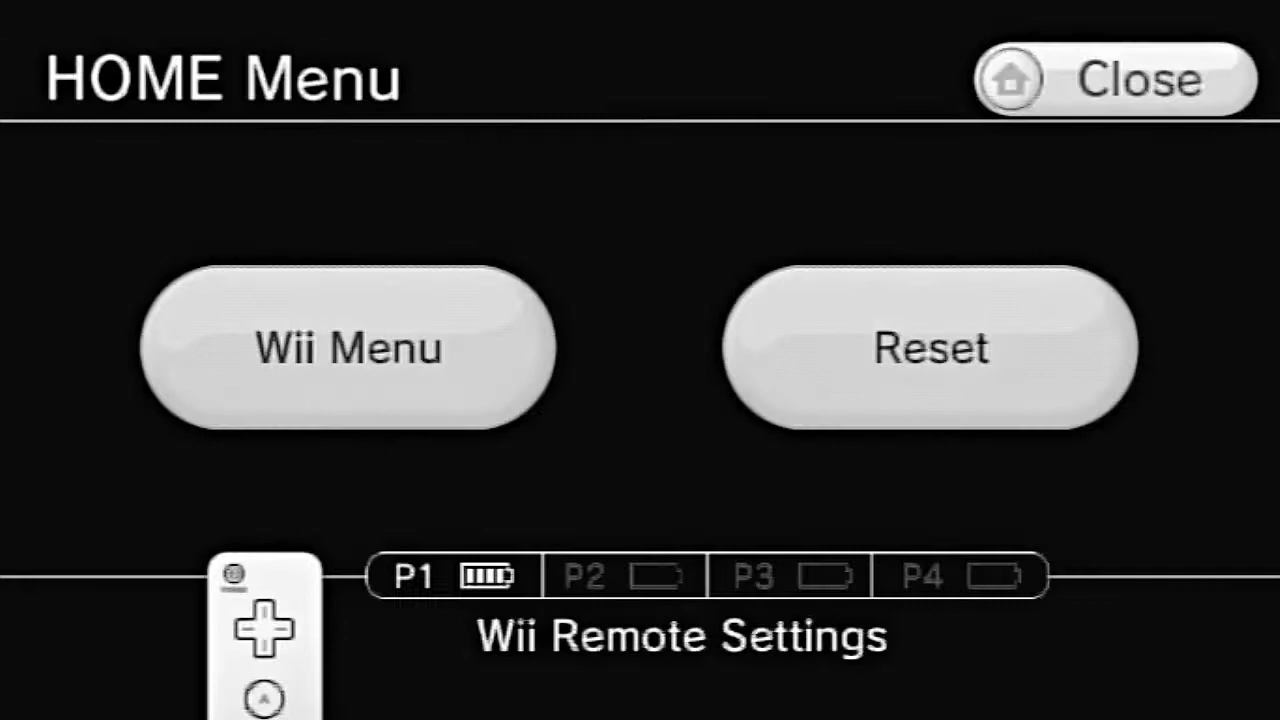 HOME Menu
Close
Wii Menu
Reset
P1 P2 P3 P4
Wii Remote Settings
A